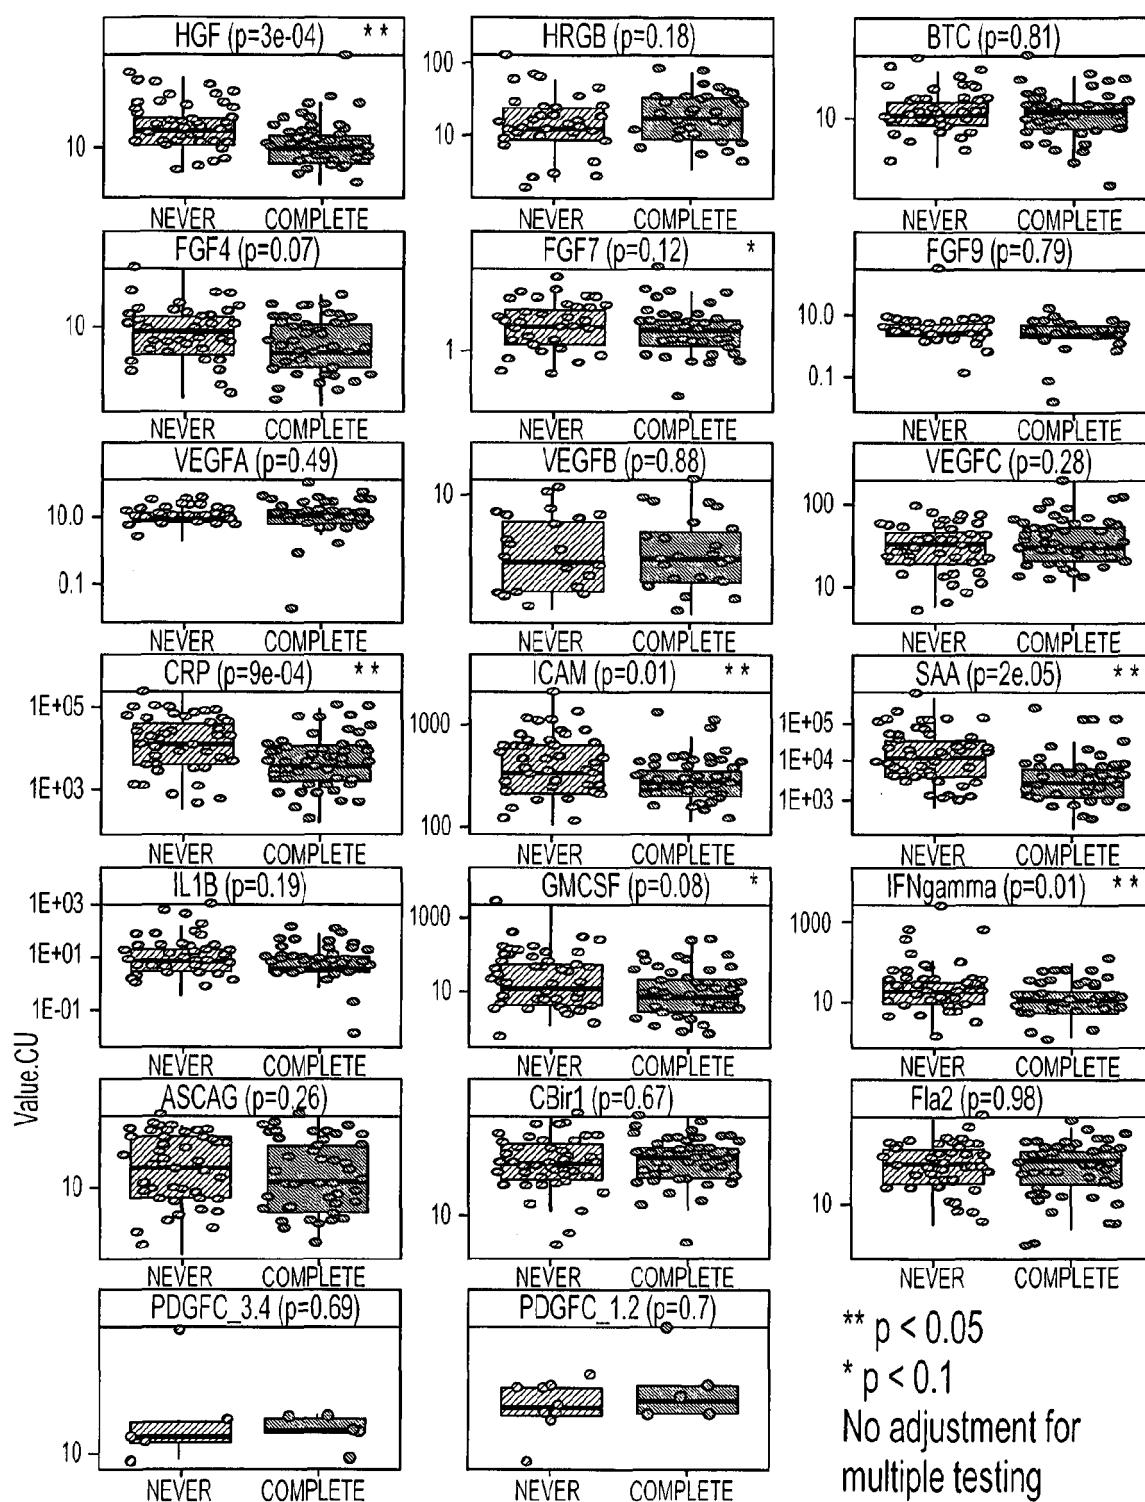 HGF (p=3e-04) **
HRGB (p=0.18)
BTC (p=0.81)
10
100
10
10
NEVER COMPLETE
NEVER COMPLETE
NEVER COMPLETE
FGF4 (p=0.07)
FGF7 (p=0.12) *
FGF9 (p=0.79)
10
1
10.0
0.1
NEVER COMPLETE
NEVER COMPLETE
NEVER COMPLETE
VEGFA (p=0.49)
VEGFB (p=0.88)
VEGFC (p=0.28)
10.0
0.1
10
100
10
NEVER COMPLETE
NEVER COMPLETE
NEVER COMPLETE
CRP (p=9e-04) **
ICAM (p=0.01) **
SAA (p=2e.05) **
1E+05
1E+03
1000
100
1E+05
1E+04
1E+03
NEVER COMPLETE
NEVER COMPLETE
NEVER COMPLETE
IL1B (p=0.19)
GMCSF (p=0.08) *
IFNgamma (p=0.01) **
1E+03
1E+01
1E-01
1000
10
1000
10
Value.CU
NEVER COMPLETE
NEVER COMPLETE
NEVER COMPLETE
ASCAG (p=0.26)
CBir1 (p=0.67)
Fla2 (p=0.98)
10
10
10
NEVER COMPLETE
NEVER COMPLETE
NEVER COMPLETE
PDGFC_3.4 (p=0.69)
PDGFC_1.2 (p=0.7)
10
NEVER COMPLETE
NEVER COMPLETE
** p < 0.05
* p < 0.1
No adjustment for
multiple testing